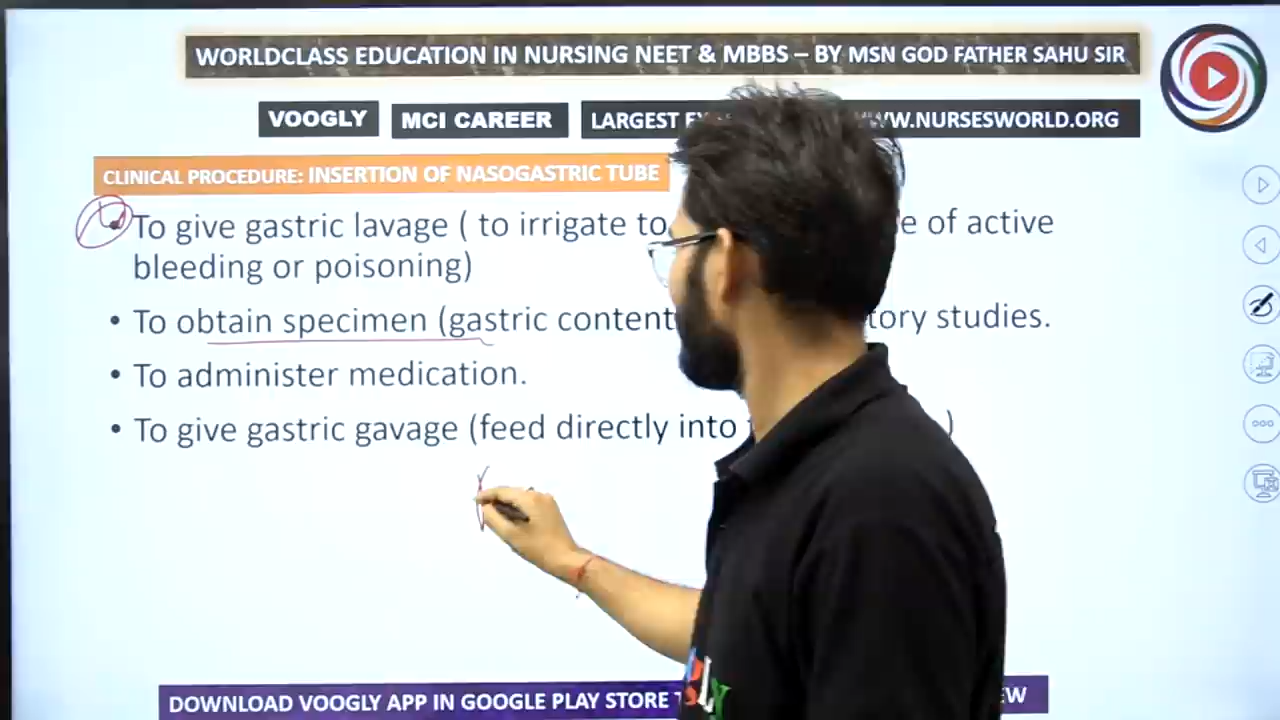 WORLDCLASS EDUCATION IN NURSING NEET & MBBS – BY MSN GOD FATHER SAHU SIR
VOOGLY MCI CAREER LARGEST WWW.NURSESWORLD.ORG
CLINICAL PROCEDURE: INSERTION OF NASOGASTRIC TUBE
To give gastric lavage ( to irrigate to of active
bleeding or poisoning)
• To obtain specimen (gastric content tory studies.
• To administer medication.
• To give gastric gavage (feed directly into )
DOWNLOAD VOOGLY APP IN GOOGLE PLAY STORE